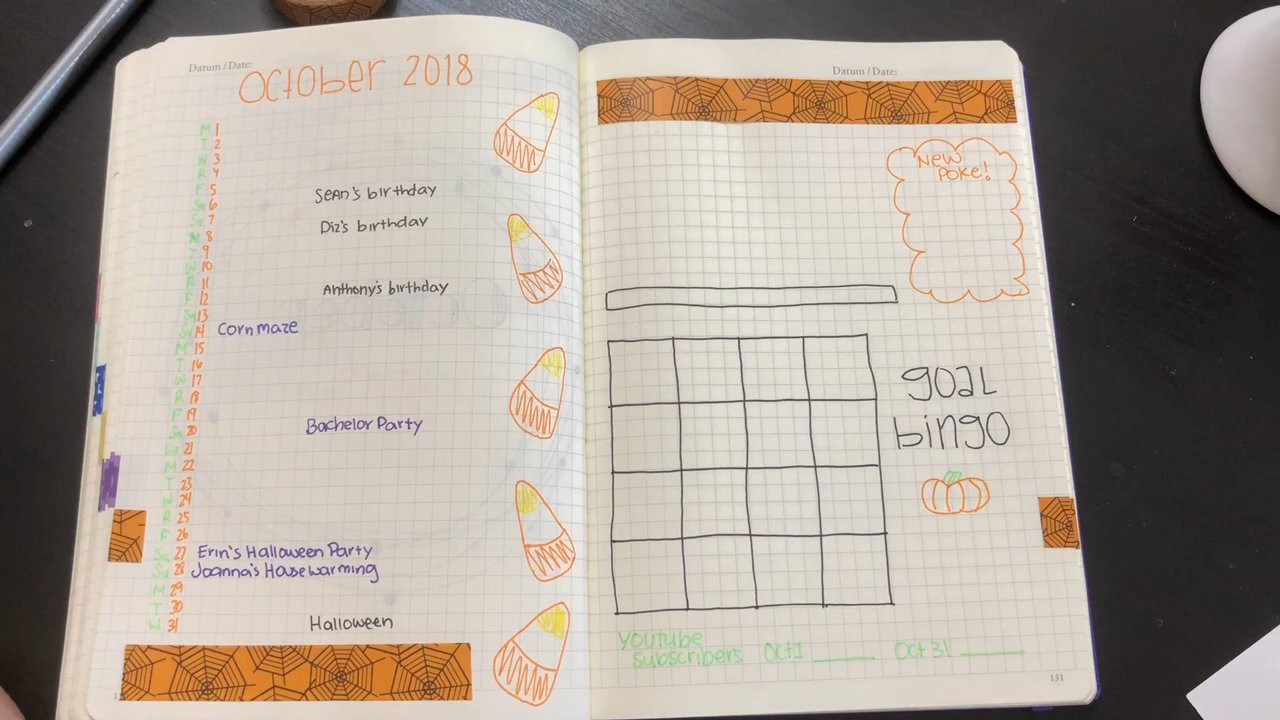 Datum / Date:
October 2018
M 1
T 2
W 3
R 4
F 5 Sean's birthday
Sa 6
Su 7 Diz's birthday
M 8
T 9
W 10
R 11 Anthony's birthday
F 12
Sa 13
Su 14 Corn maze
M 15
T 16
W 17
R 18
F 19
Sa 20 Bachelor Party
Su 21
M 22
T 23
W 24
R 25
F 26
Sa 27 Erin's Halloween Party
Su 28 Joanna's Housewarming
M 29
T 30
W 31 Halloween
Datum / Date:
New
Poke!
goal
bingo
Youtube
subscribers Oct 1 ______ Oct 31 ______
151